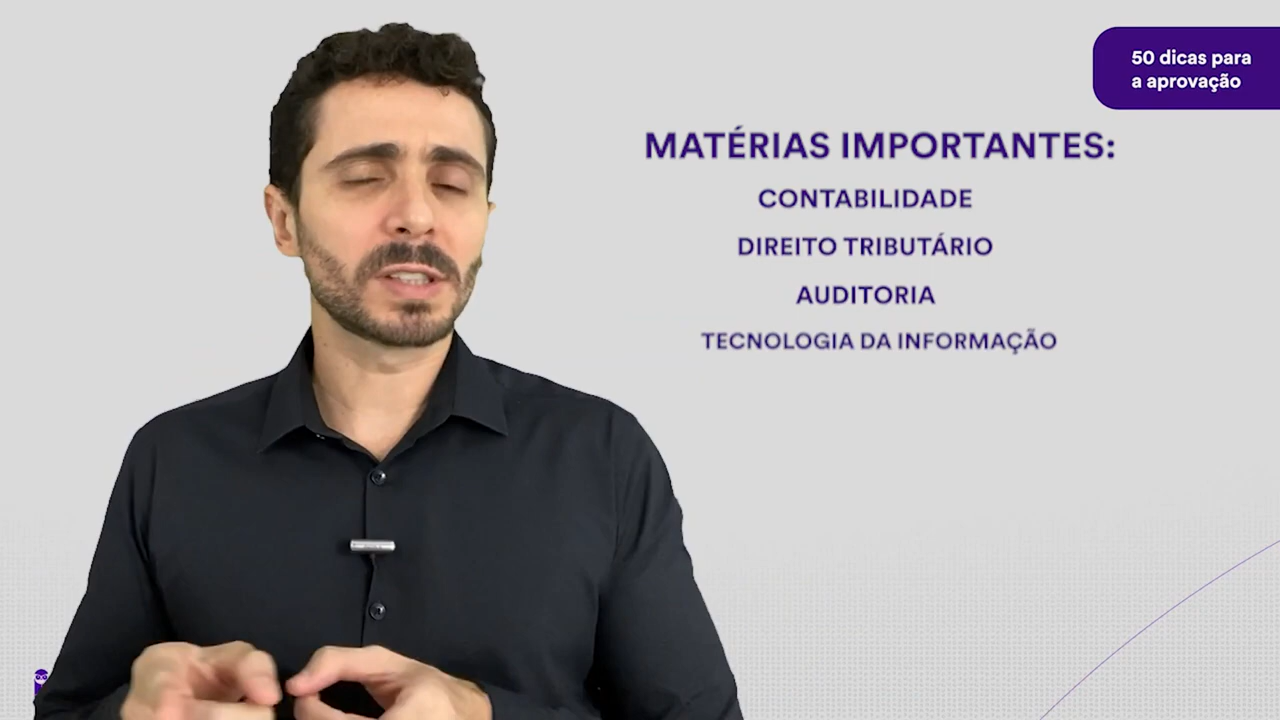 50 dicas para
a aprovação
MATÉRIAS IMPORTANTES:
CONTABILIDADE
DIREITO TRIBUTÁRIO
AUDITORIA
TECNOLOGIA DA INFORMAÇÃO